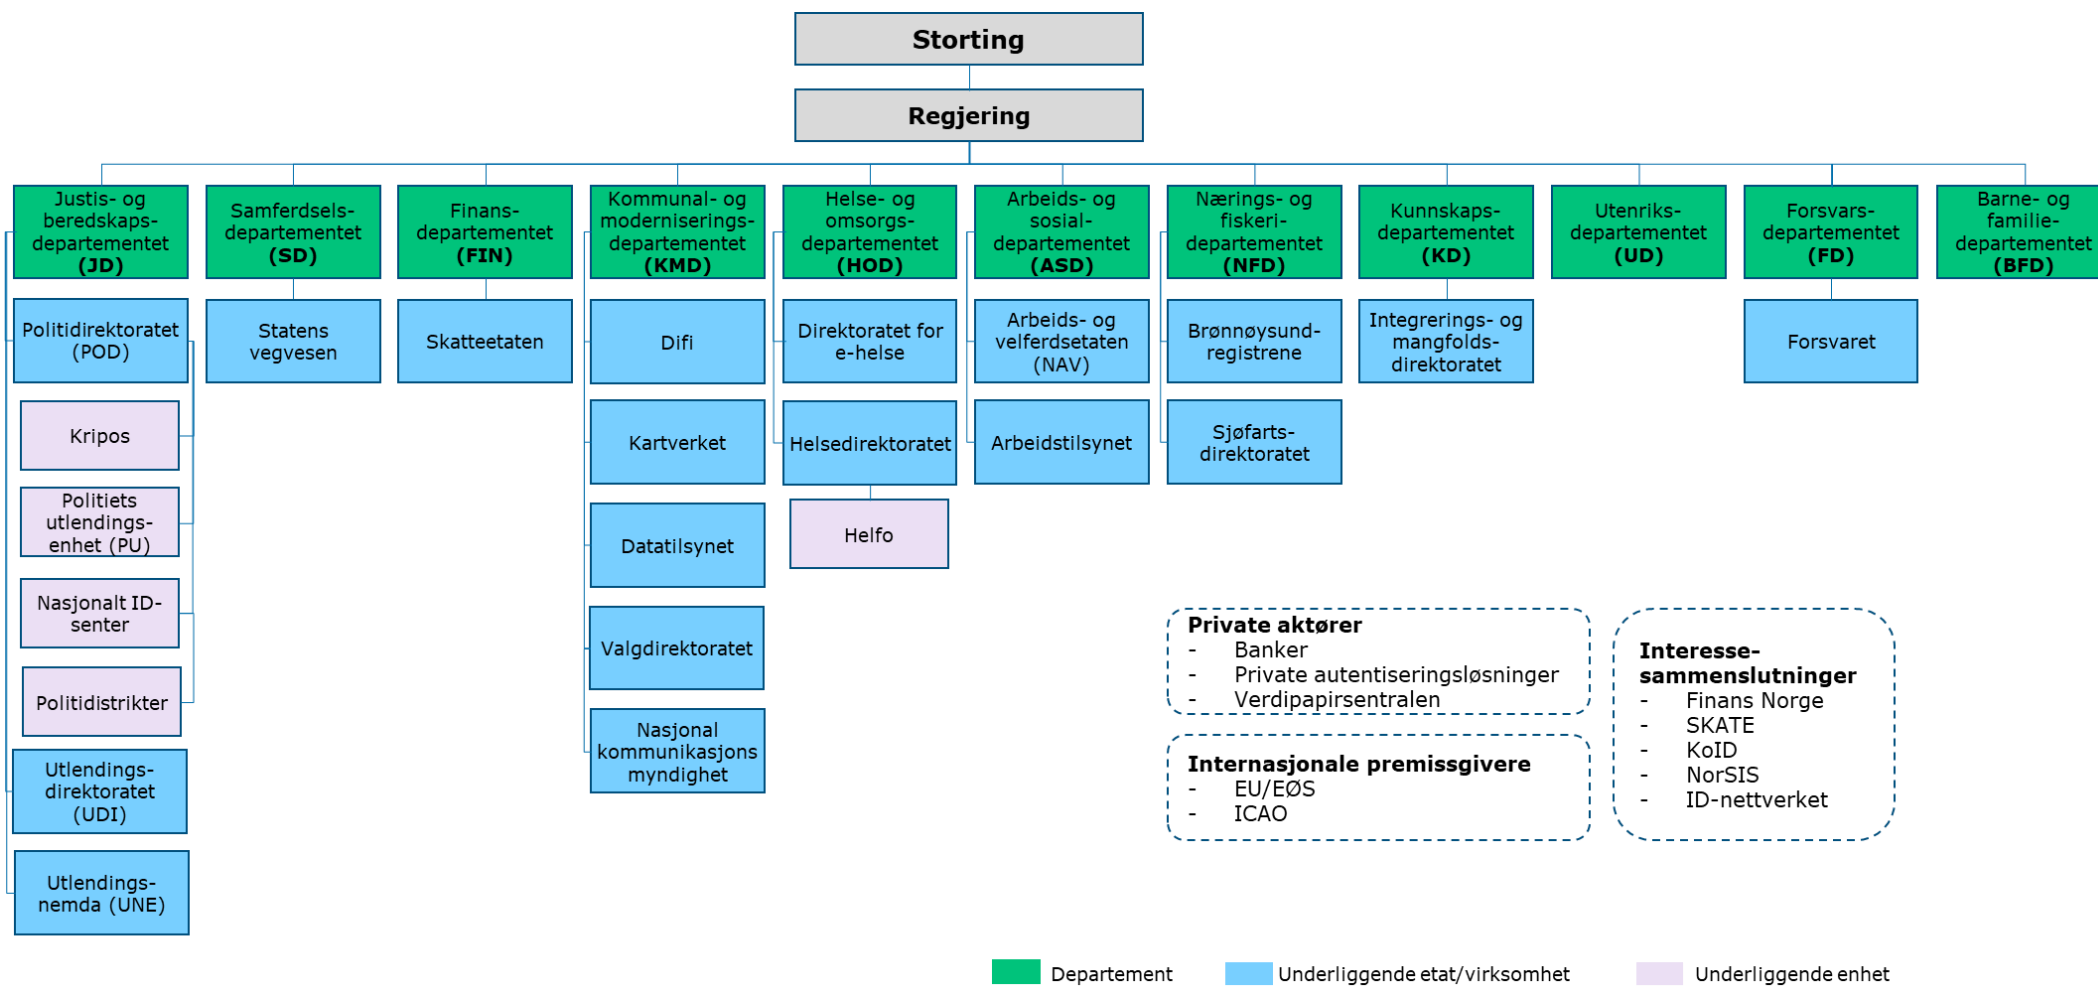 Storting
Regjering
Justis- og
beredskaps-
departementet
(JD)
Samferdsels-
departementet
(SD)
Finans-
departementet
(FIN)
Kommunal- og
moderniserings-
departementet
(KMD)
Helse- og
omsorgs-
departementet
(HOD)
Arbeids- og
sosial-
departementet
(ASD)
Nærings- og
fiskeri-
departementet
(NFD)
Kunnskaps-
departementet
(KD)
Utenriks-
departementet
(UD)
Forsvars-
departementet
(FD)
Barne- og
familie-
departementet
(BFD)
Politidirektoratet
(POD)
Statens
vegvesen
Skatteetaten
Difi
Direktoratet for
e-helse
Arbeids- og
velferdsetaten
(NAV)
Brønnøysund-
registrene
Integrerings- og
mangfolds-
direktoratet
Forsvaret
Kripos
Kartverket
Helsedirektoratet
Arbeidstilsynet
Sjøfarts-
direktoratet
Politiets
utlendings-
enhet (PU)
Datatilsynet
Helfo
Nasjonalt ID-
senter
Valgdirektoratet
Politidistrikter
Nasjonal
kommunikasjons
myndighet
Utlendings-
direktoratet
(UDI)
Utlendings-
nemda (UNE)
Private aktører
- Banker
- Private autentiseringsløsninger
- Verdipapirsentralen
Internasjonale premissgivere
- EU/EØS
- ICAO
Interesse-
sammenslutninger
- Finans Norge
- SKATE
- KoID
- NorSIS
- ID-nettverket
Departement
Underliggende etat/virksomhet
Underliggende enhet